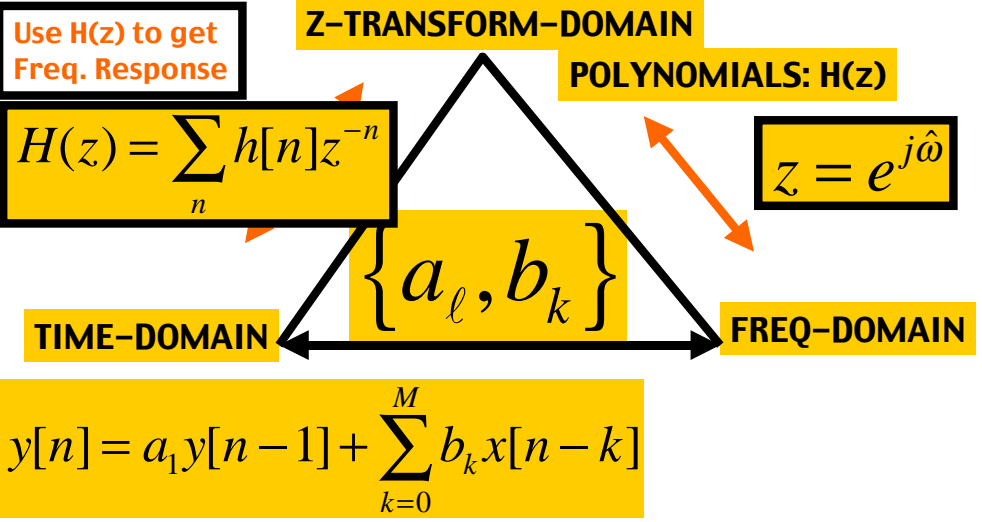 Use H(z) to get
Freq. Response
Z-TRANSFORM-DOMAIN
POLYNOMIALS: H(z)
H(z) = ∑_n h[n]z^{-n}
z = e^{jω̂}
{a_ℓ, b_k}
TIME-DOMAIN
FREQ-DOMAIN
y[n] = a_1 y[n − 1] + ∑_{k=0}^{M} b_k x[n − k]